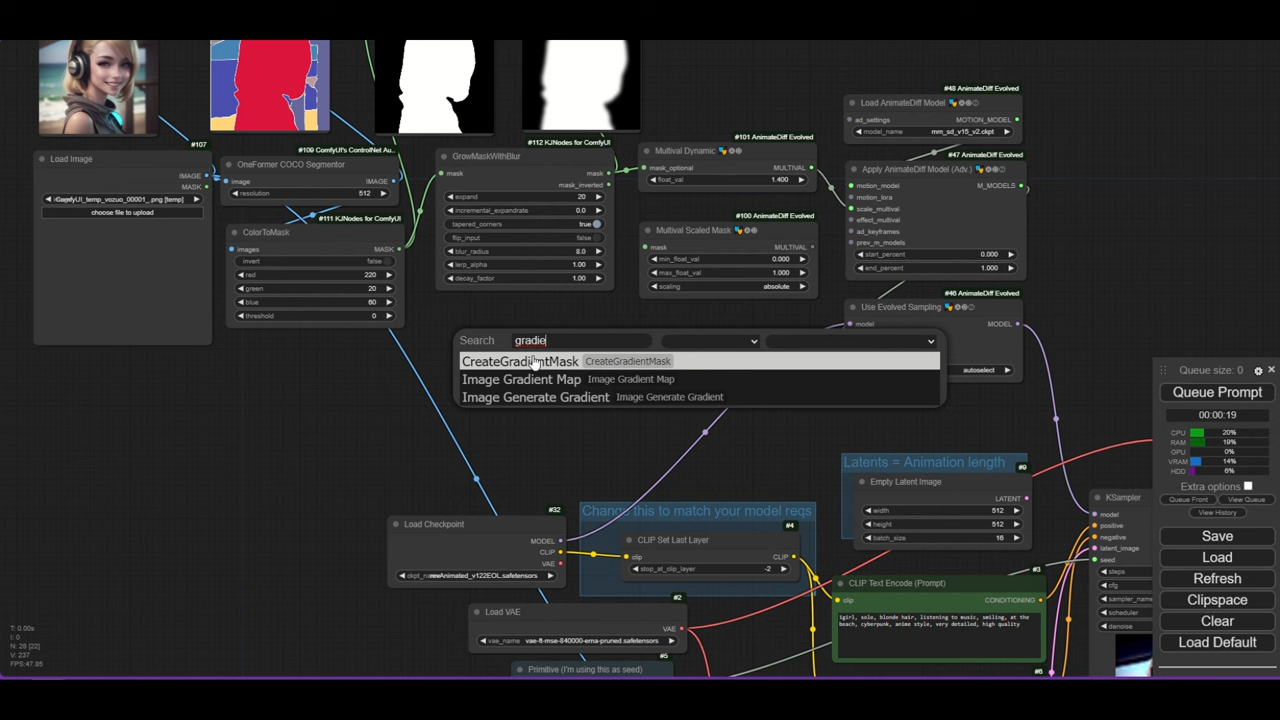 #107
Load Image
IMAGE
MASK
image
ComfyUI_temp_vozuo_00001_.png [temp]
choose file to upload
#109 ComfyUI's ControlNet Au..
OneFormer COCO Segmentor
image
IMAGE
resolution
512
#111 KJNodes for ComfyUI
ColorToMask
images
MASK
invert
false
red
220
green
20
blue
60
threshold
0
#112 KJNodes for ComfyUI
GrowMaskWithBlur
mask
mask
mask_inverted
expand
20
incremental_expandrate
0.0
tapered_corners
true
flip_input
false
blur_radius
8.0
lerp_alpha
1.00
decay_factor
1.00
#101 AnimateDiff Evolved
Multival Dynamic
mask_optional
MULTIVAL
float_val
1.400
#100 AnimateDiff Evolved
Multival Scaled Mask
mask
MULTIVAL
min_float_val
0.000
max_float_val
1.000
scaling
absolute
#48 AnimateDiff Evolved
Load AnimateDiff Model
ad_settings
MOTION_MODEL
model_name
mm_sd_v15_v2.ckpt
#47 AnimateDiff Evolved
Apply AnimateDiff Model (Adv.)
motion_model
M_MODELS
motion_lora
scale_multival
effect_multival
ad_keyframes
prev_m_models
start_percent
0.000
end_percent
1.000
#46 AnimateDiff Evolved
Use Evolved Sampling
model
MODEL
autoselect
Search
gradie
CreateGradientMask CreateGradientMask
Image Gradient Map Image Gradient Map
Image Generate Gradient Image Generate Gradient
Queue size: 0
Queue Prompt
00:00:19
CPU
20%
RAM
19%
GPU
0%
VRAM
14%
HDD
6%
Extra options
Queue Front
View Queue
View History
Save
Load
Refresh
Clipspace
Clear
Load Default
Latents = Animation length
#9
Empty Latent Image
LATENT
width
512
height
512
batch_size
16
#32
Load Checkpoint
MODEL
CLIP
VAE
Change this to match your model reqs
#4
CLIP Set Last Layer
clip
CLIP
stop_at_clip_layer
-2
#2
Load VAE
VAE
vae_name
vae-ft-mse-840000-ema-pruned.safetensors
#5
Primitive (I'm using this as seed)
#3
CLIP Text Encode (Prompt)
clip
CONDITIONING
1girl, solo, blonde hair, listening to music, smiling, at the
beach, cyberpunk, anime style, very detailed, high quality
#6
KSampler
model
positive
negative
latent_image
seed
steps
cfg
sampler_name
scheduler
denoise
T: 0.00s
I: 0
N: 28 [22]
V: 237
FPS:47.85